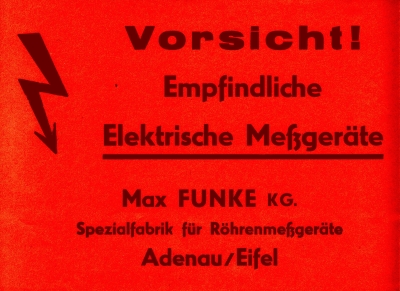 Vorsicht!
Empfindliche
Elektrische Meßgeräte
Max FUNKE KG.
Spezialfabrik für Röhrenmeßgeräte
Adenau/Eifel